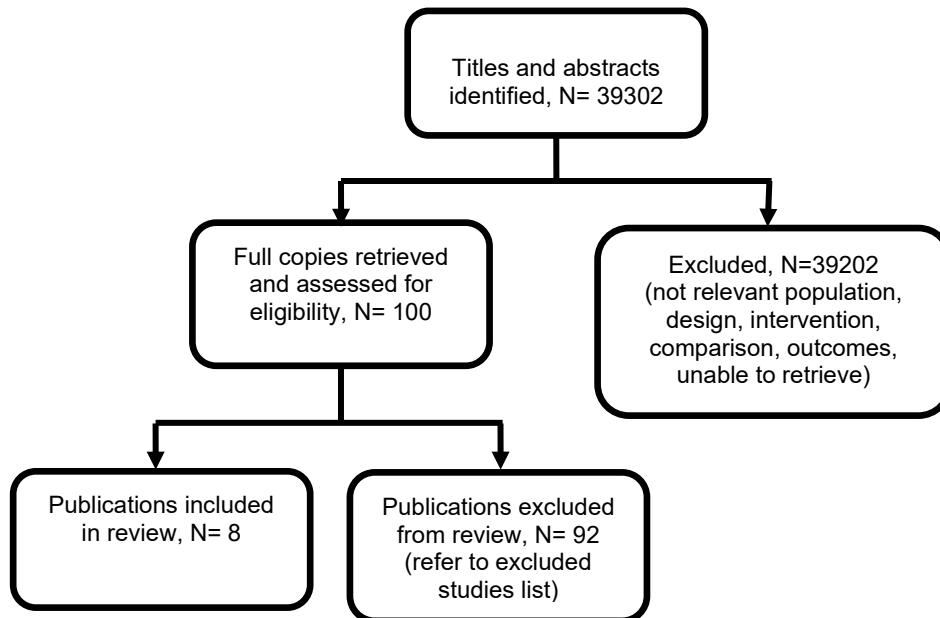 Titles and abstracts
identified, N= 39302
Full copies retrieved
and assessed for
eligibility, N= 100
Excluded, N=39202
(not relevant population,
design, intervention,
comparison, outcomes,
unable to retrieve)
Publications included
in review, N= 8
Publications excluded
from review, N= 92
(refer to excluded
studies list)